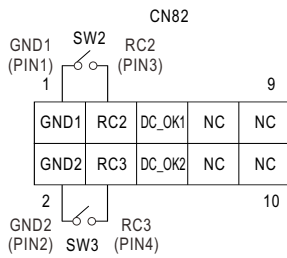 CN82
SW2
GND1 RC2
(PIN1) (PIN3)
1 9
GND1 RC2 DC_OK1 NC NC
GND2 RC3 DC_OK2 NC NC
2 10
GND2 RC3
(PIN2) SW3 (PIN4)